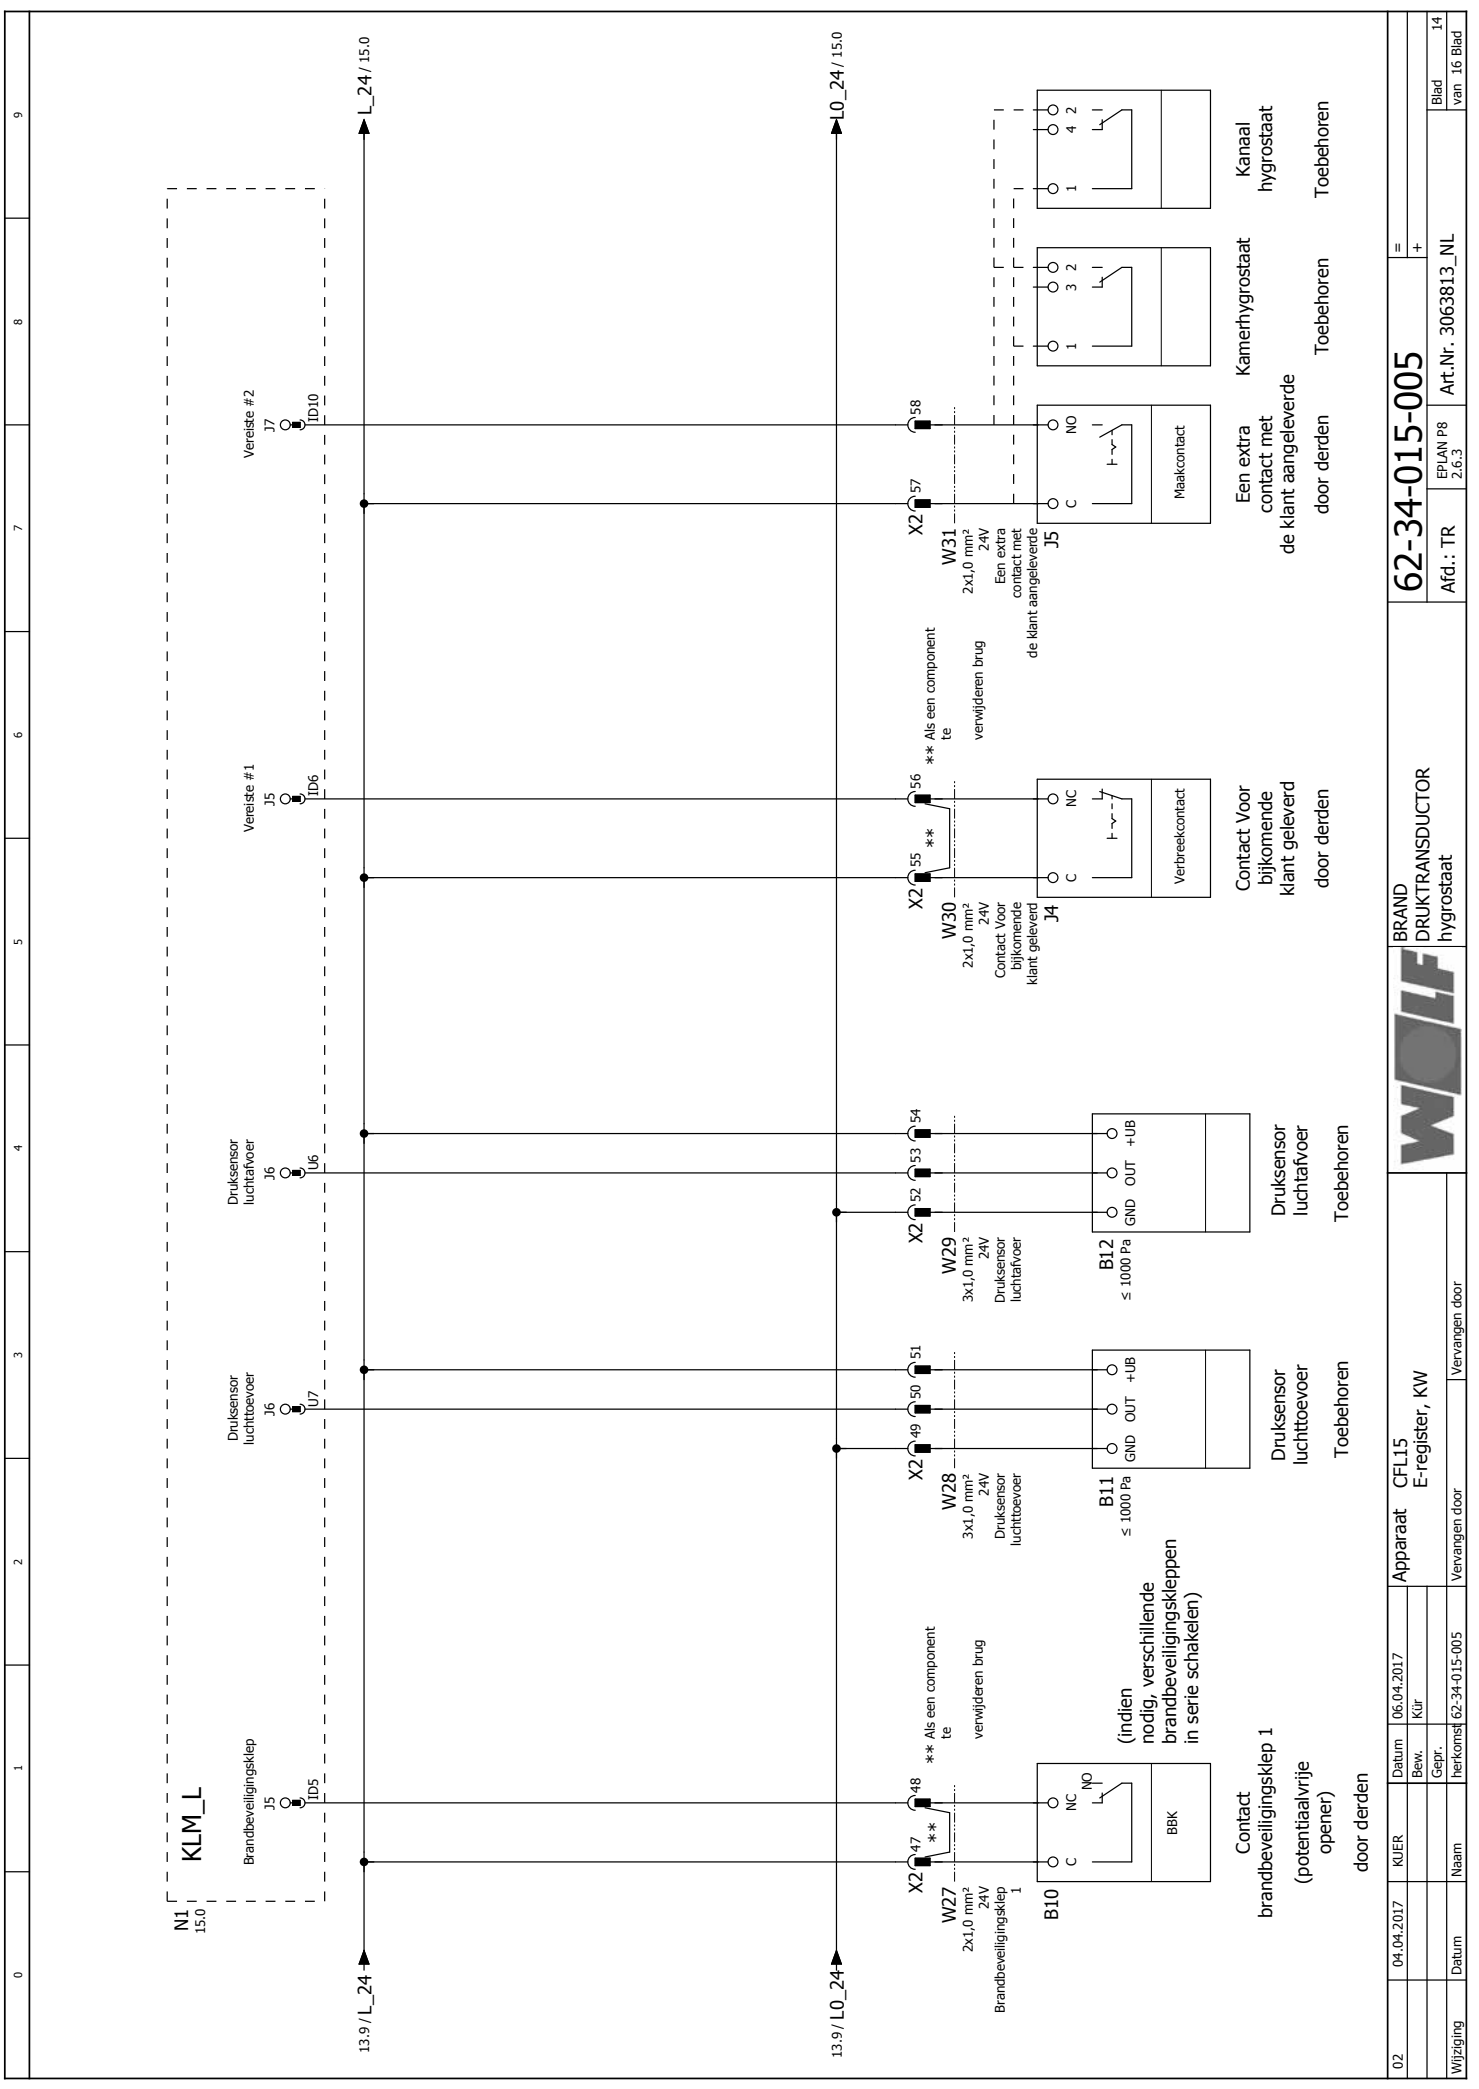 0
1
2
3
4
5
6
7
8
9
N1
15.0
KLM_L
Brandbeveiligingsklep
J5
ID5
Druksensor
luchttoevoer
J6
U7
Druksensor
luchtafvoer
J6
U6
Vereiste #1
J5
ID6
Vereiste #2
J7
ID10
13.9 / L_24
L_24 / 15.0
13.9 / L0_24
L0_24 / 15.0
X2
47
48
**
** Als een component
te
verwijderen brug
W27
2x1,0 mm²
24V
Brandbeveiligingsklep
1
B10
C
NC
NO
BBK
Contact
brandbeveiligingsklep 1
(potentiaalvrije
opener)
door derden
(indien
nodig, verschillende
brandbeveiligingskleppen
in serie schakelen)
X2
49
50
51
W28
3x1,0 mm²
24V
Druksensor
luchttoevoer
B11
≤ 1000 Pa
GND
OUT
+UB
Druksensor
luchttoevoer
Toebehoren
X2
52
53
54
W29
3x1,0 mm²
24V
Druksensor
luchtafvoer
B12
≤ 1000 Pa
GND
OUT
+UB
Druksensor
luchtafvoer
Toebehoren
X2
55
56
**
** Als een component
te
verwijderen brug
W30
2x1,0 mm²
24V
Contact Voor
bijkomende
klant geleverd
J4
C
NC
Verbreekcontact
Contact Voor
bijkomende
klant geleverd
door derden
X2
57
58
W31
2x1,0 mm²
24V
Een extra
contact met
de klant aangeleverde
J5
C
NO
Maakcontact
Een extra
contact met
de klant aangeleverde
door derden
1
3
2
Kamerhygrostaat
Toebehoren
1
4
2
Kanaal
hygrostaat
Toebehoren
02
04.04.2017
KUER
Wijziging
Datum
Naam
Datum
06.04.2017
Bew.
Kür
Gepr.
herkomst
62-34-015-005
Apparaat
CFL15
E-register, KW
Vervangen door
Vervangen door
WOLF
BRAND
DRUKTRANSDUCTOR
hygrostaat
62-34-015-005
=
+
Afd.: TR
EPLAN P8
2.6.3
Art.Nr. 3063813_NL
Blad
14
van
16 Blad